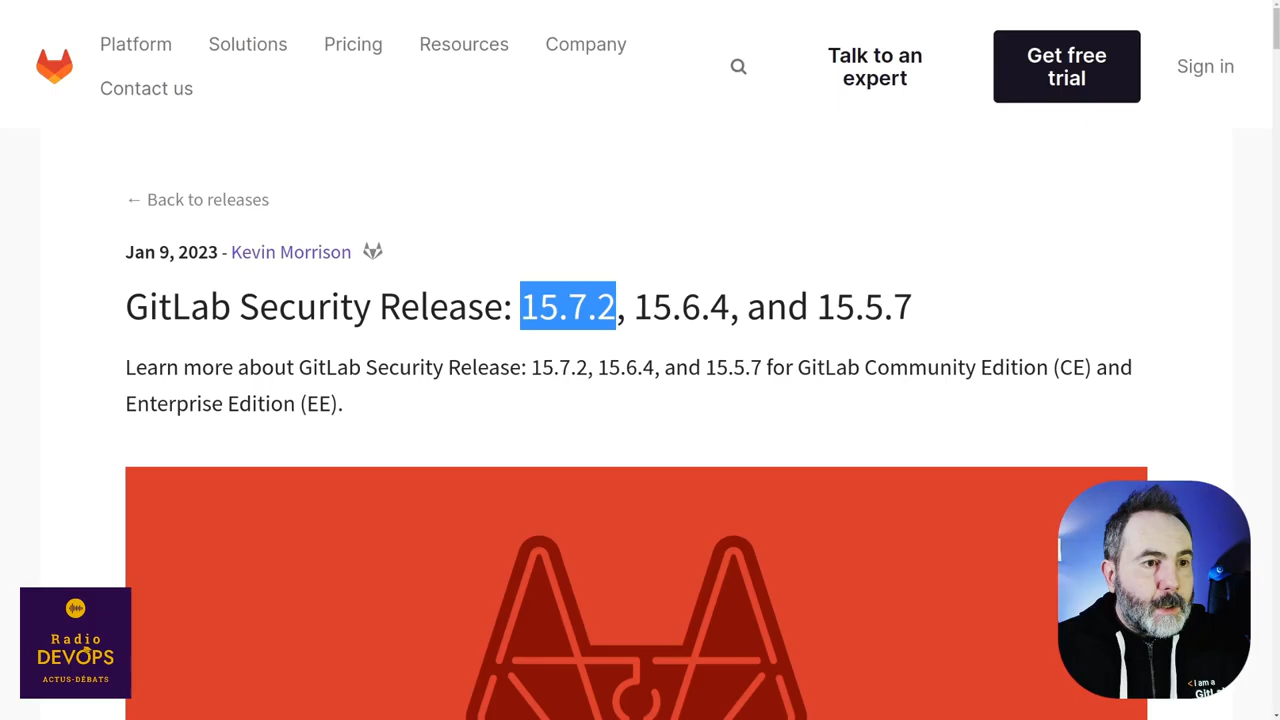 Platform
Solutions
Pricing
Resources
Company
Contact us
Talk to an
expert
Get free
trial
Sign in
← Back to releases
Jan 9, 2023 - Kevin Morrison
GitLab Security Release: 15.7.2, 15.6.4, and 15.5.7
Learn more about GitLab Security Release: 15.7.2, 15.6.4, and 15.5.7 for GitLab Community Edition (CE) and
Enterprise Edition (EE).
Radio
DEVOPS
ACTUS-DÉBATS
<I am a